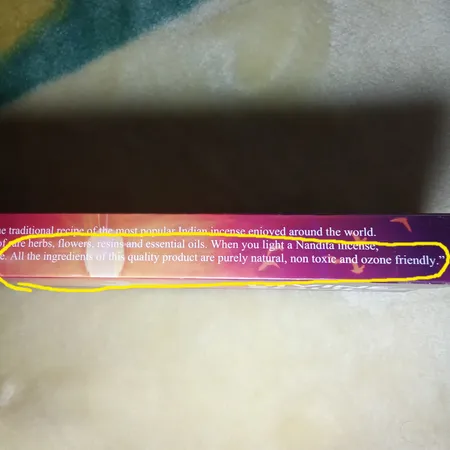 traditional recipe of the most popular Indian incense enjoyed around the world.
of rare herbs, flowers, resins and essential oils. When you light a Nandita incense,
All the ingredients of this quality product are purely natural, non toxic and ozone friendly."